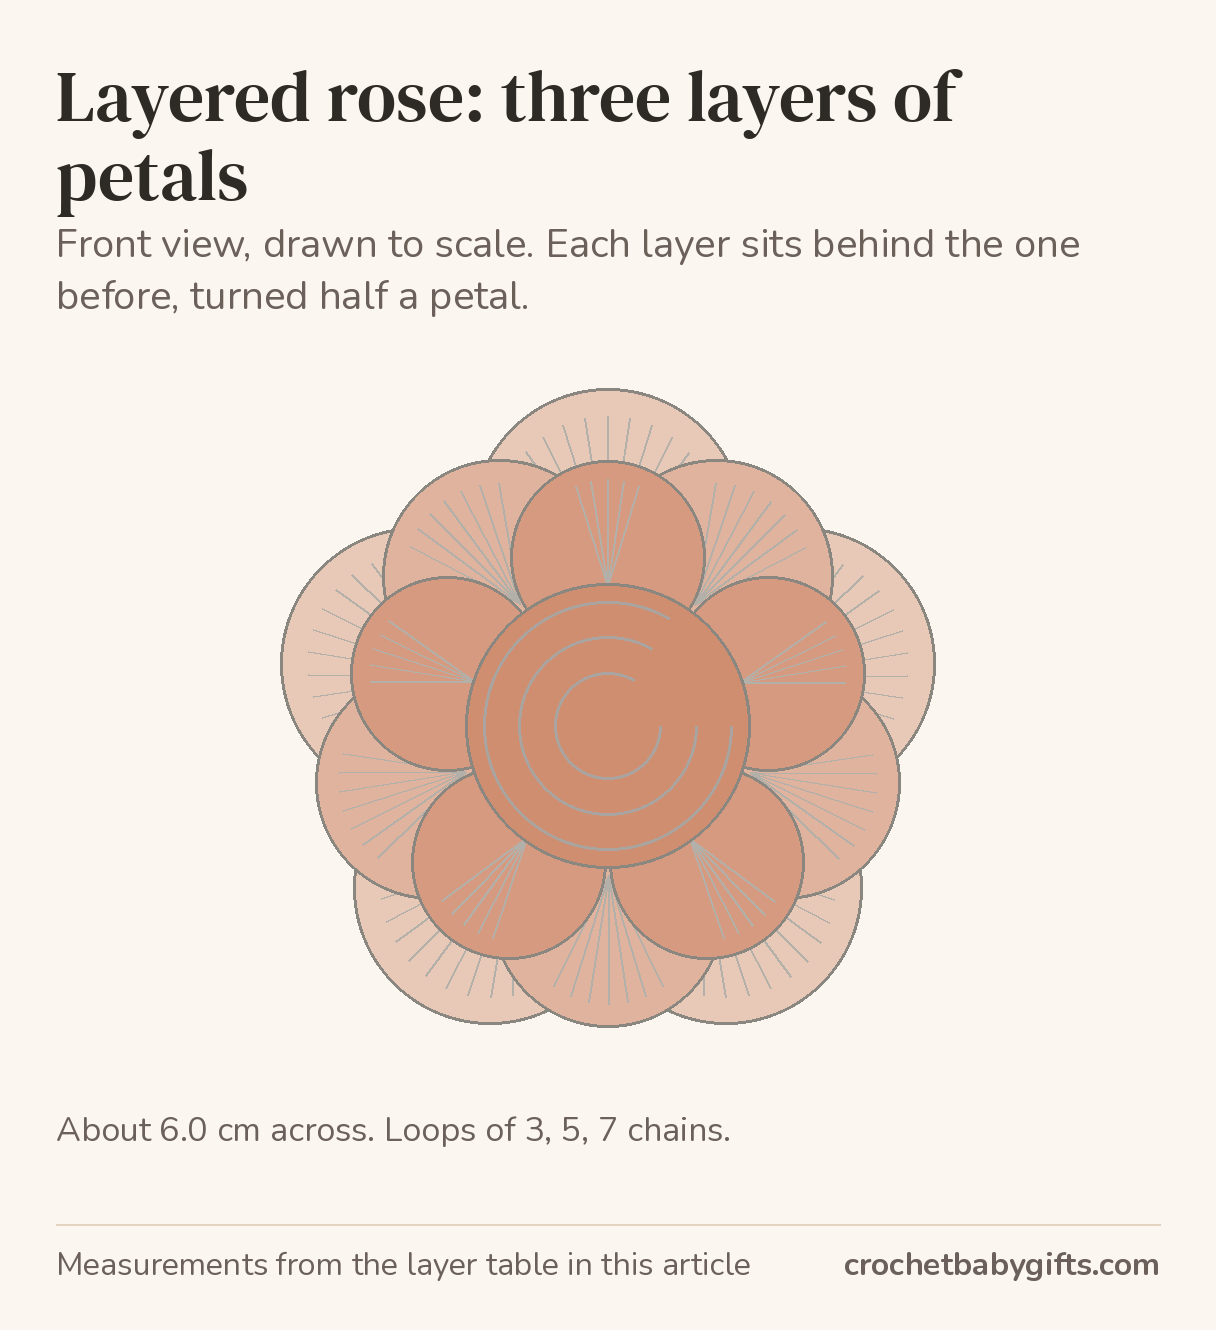 Layered rose: three layers of
petals
Front view, drawn to scale. Each layer sits behind the one
before, turned half a petal.
About 6.0 cm across. Loops of 3, 5, 7 chains.
Measurements from the layer table in this article
crochetbabygifts.com